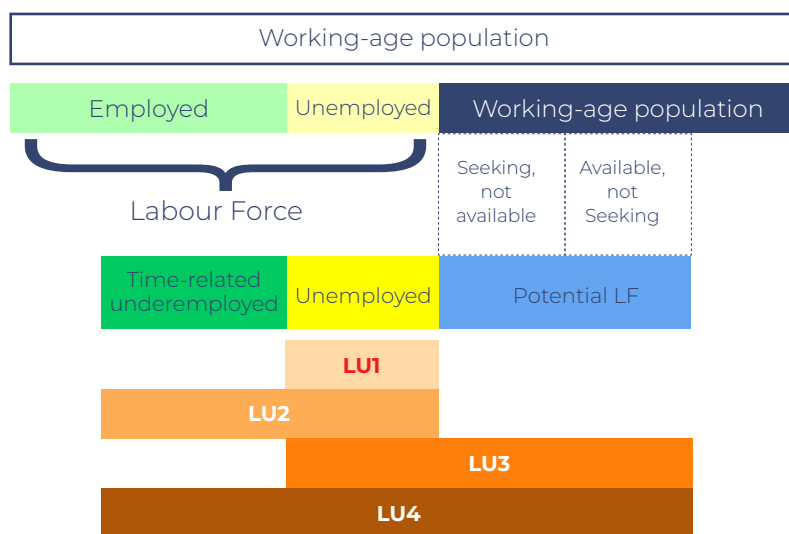 Working-age population
Employed
Unemployed
Working-age population
Seeking,
not
available
Available,
not
Seeking
Labour Force
Time-related
underemployed
Unemployed
Potential LF
LU1
LU2
LU3
LU4